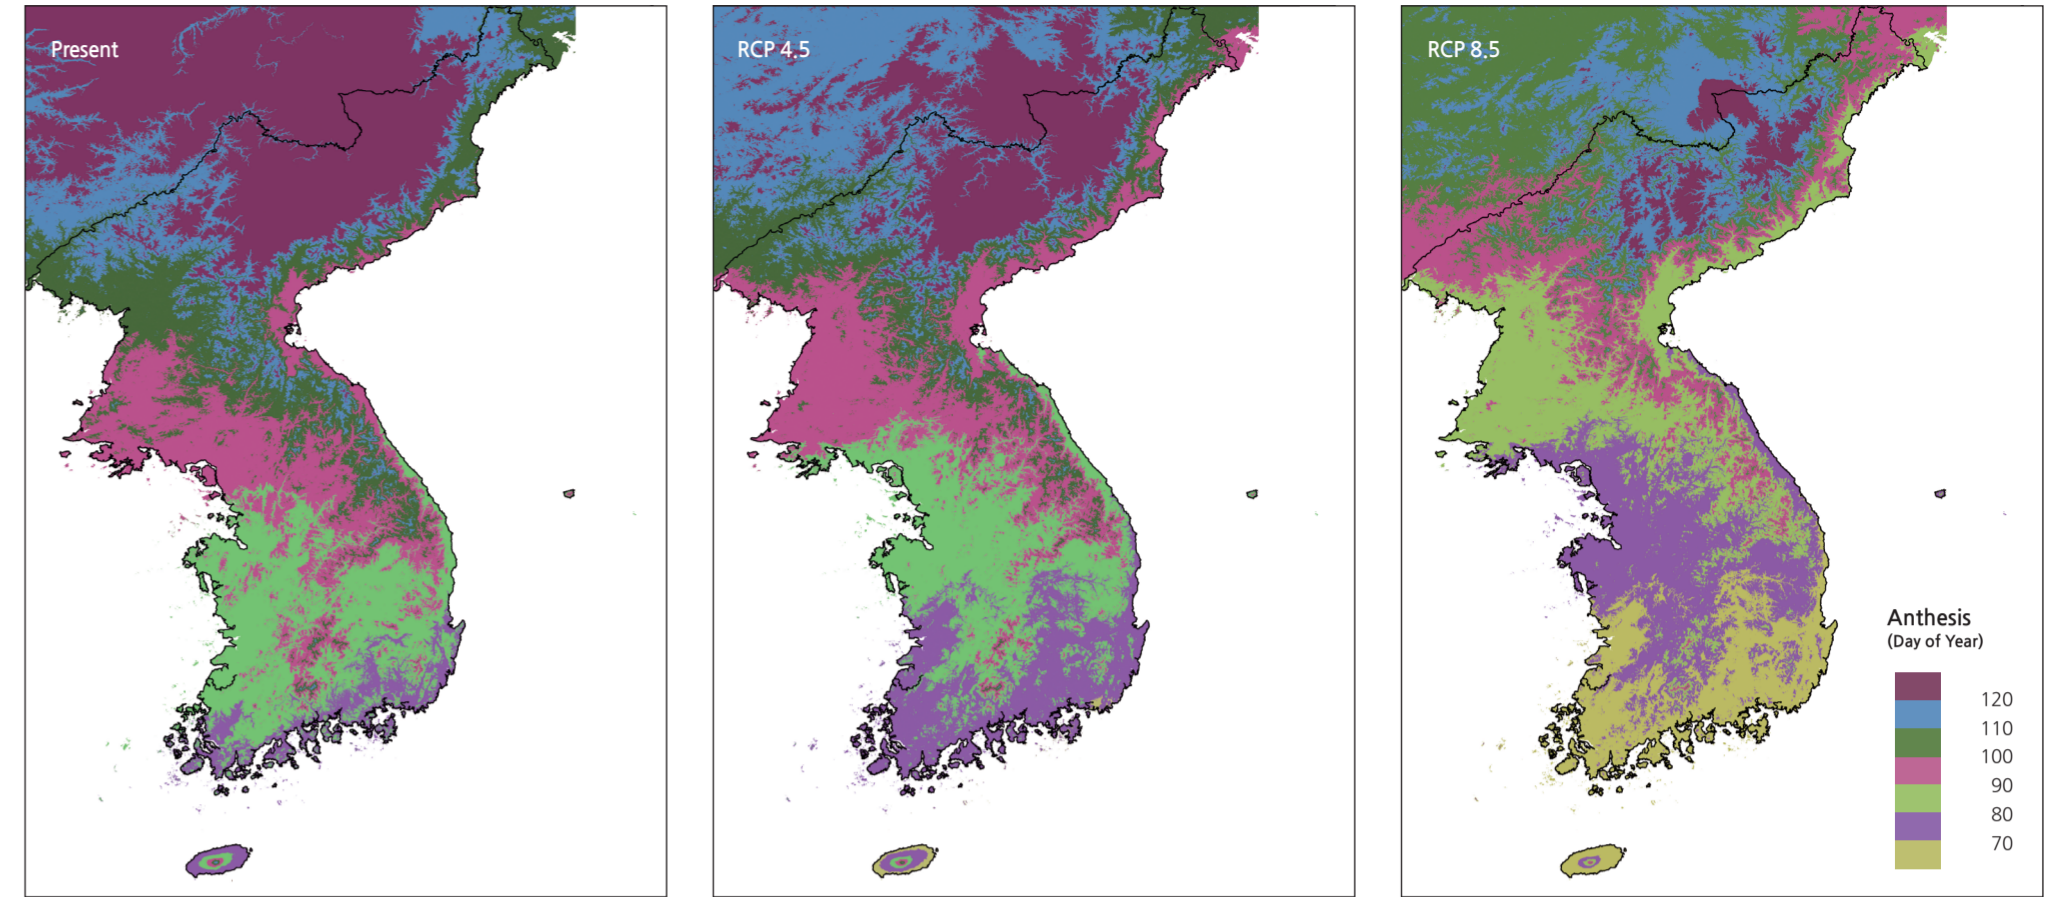 Present
RCP 4.5
RCP 8.5
Anthesis
(Day of Year)
120
110
100
90
80
70